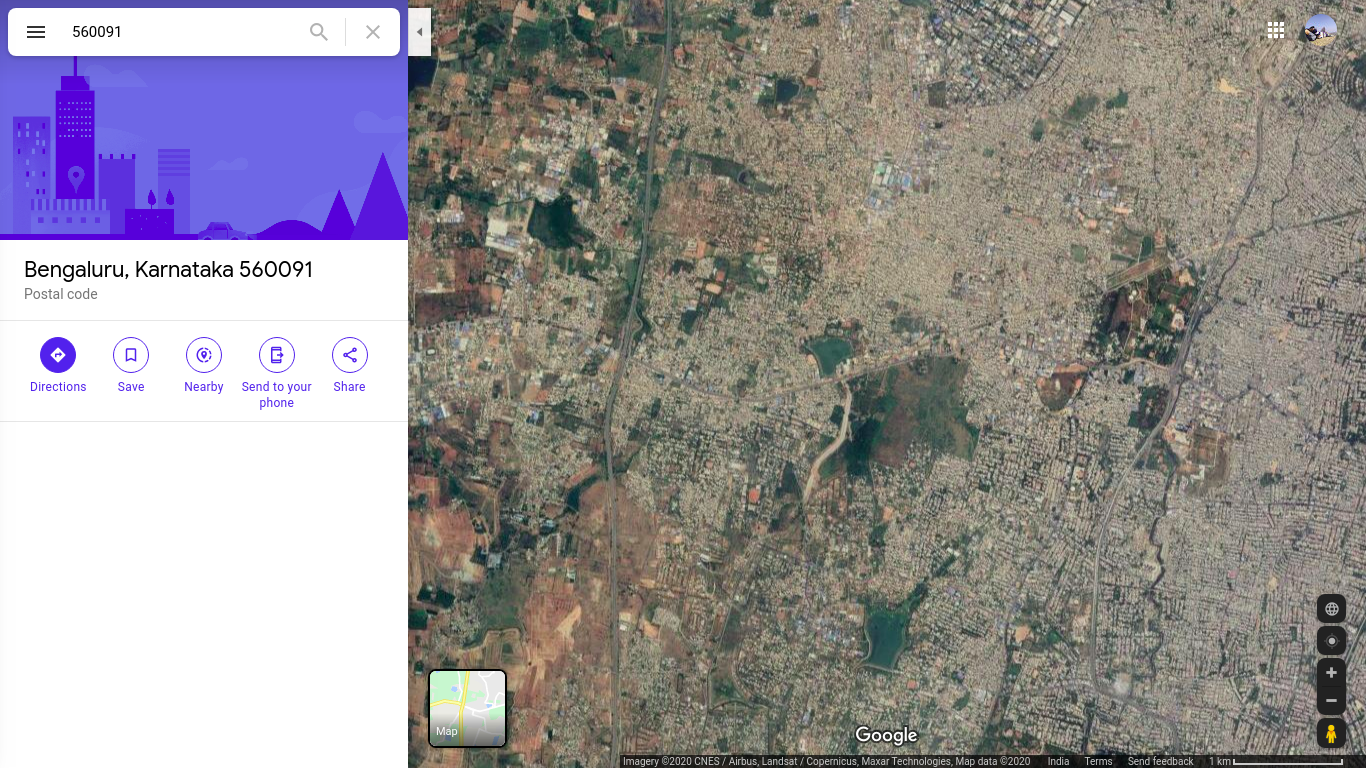 560091
Bengaluru, Karnataka 560091
Postal code
Directions
Save
Nearby
Send to your
phone
Share
Map
Google
Imagery ©2020 CNES / Airbus, Landsat / Copernicus, Maxar Technologies, Map data ©2020
India
Terms
Send feedback
1 km